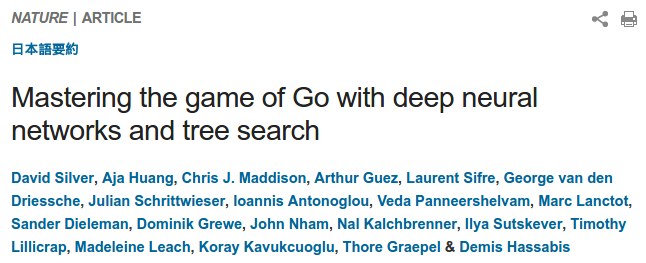 NATURE | ARTICLE
日本語要約
Mastering the game of Go with deep neural
networks and tree search
David Silver, Aja Huang, Chris J. Maddison, Arthur Guez, Laurent Sifre, George van den
Driessche, Julian Schrittwieser, Ioannis Antonoglou, Veda Panneershelvam, Marc Lanctot,
Sander Dieleman, Dominik Grewe, John Nham, Nal Kalchbrenner, Ilya Sutskever, Timothy
Lillicrap, Madeleine Leach, Koray Kavukcuoglu, Thore Graepel & Demis Hassabis